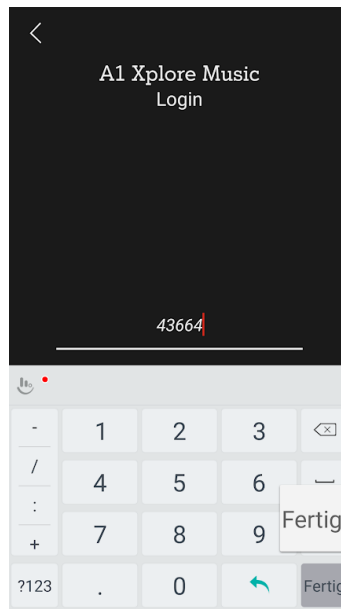 A1 Xplore Music
Login
43664
- 1 2 3
/ 4 5 6
: 7 8 9
+
Fertig
?123 . 0 Fertig